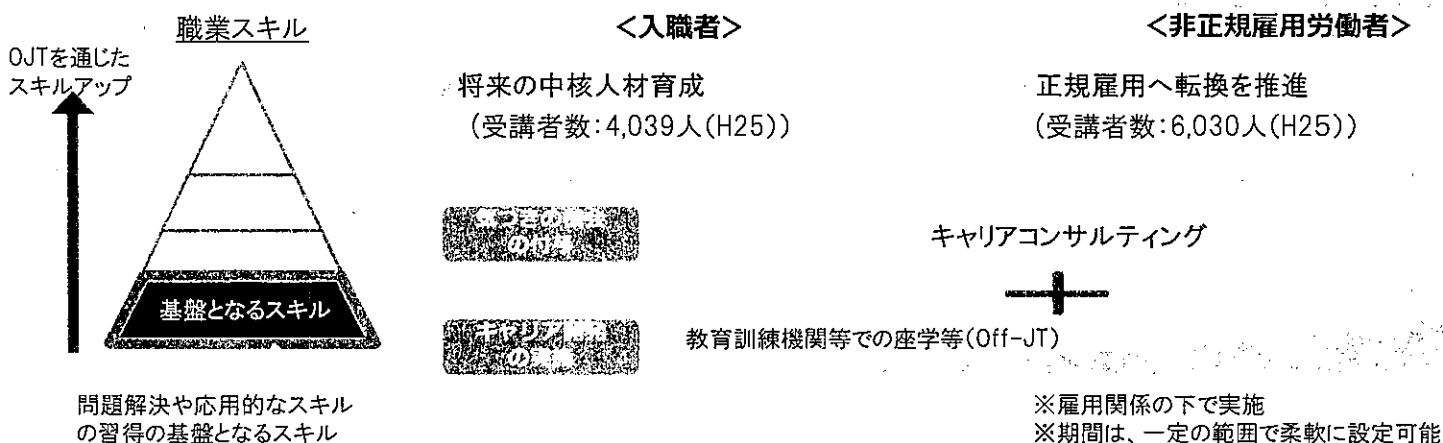 職業スキル
<入職者>
<非正規雇用労働者>
OJTを通じた
スキルアップ
将来の中核人材育成
(受講者数:4,039人(H25))
正規雇用へ転換を推進
(受講者数:6,030人(H25))
の付与
キャリアコンサルティング
基盤となるスキル
キャリア
教育訓練機関等での座学等(Off-JT)
問題解決や応用的なスキル
の習得の基盤となるスキル
※雇用関係の下で実施
※期間は、一定の範囲で柔軟に設定可能